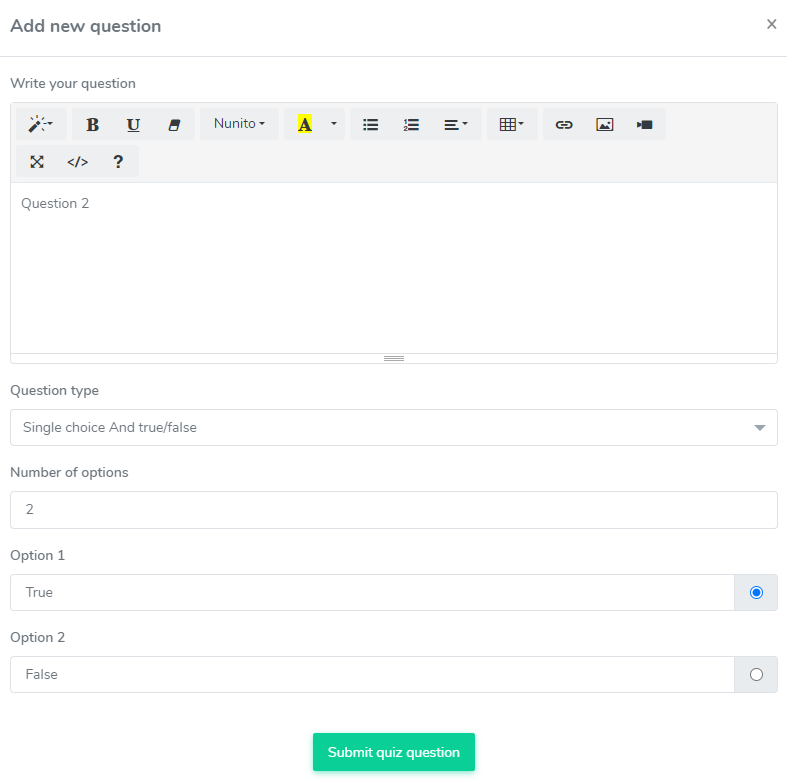 Add new question ×
Write your question
B U Nunito A
</> ?
Question 2
Question type
Single choice And true/false
Number of options
2
Option 1
True
Option 2
False
Submit quiz question